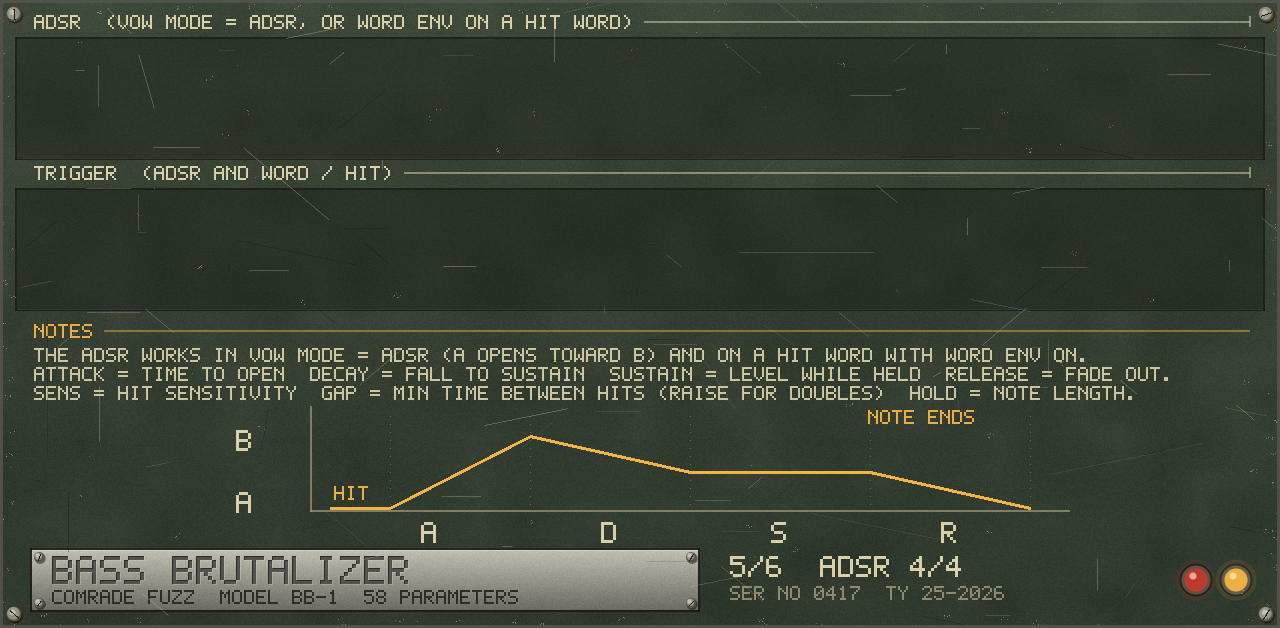 ADSR (VOW MODE = ADSR, OR WORD ENV ON A HIT WORD)
TRIGGER (ADSR AND WORD / HIT)
NOTES
THE ADSR WORKS IN VOW MODE = ADSR (A OPENS TOWARD B) AND ON A HIT WORD WITH WORD ENV ON.
ATTACK = TIME TO OPEN DECAY = FALL TO SUSTAIN SUSTAIN = LEVEL WHILE HELD RELEASE = FADE OUT.
SENS = HIT SENSITIVITY GAP = MIN TIME BETWEEN HITS (RAISE FOR DOUBLES) HOLD = NOTE LENGTH.
NOTE ENDS
B
HIT
A
A D S R
BASS BRUTALIZER
COMRADE FUZZ MODEL BB-1 58 PARAMETERS
5/6 ADSR 4/4
SER NO 0417 TY 25-2026